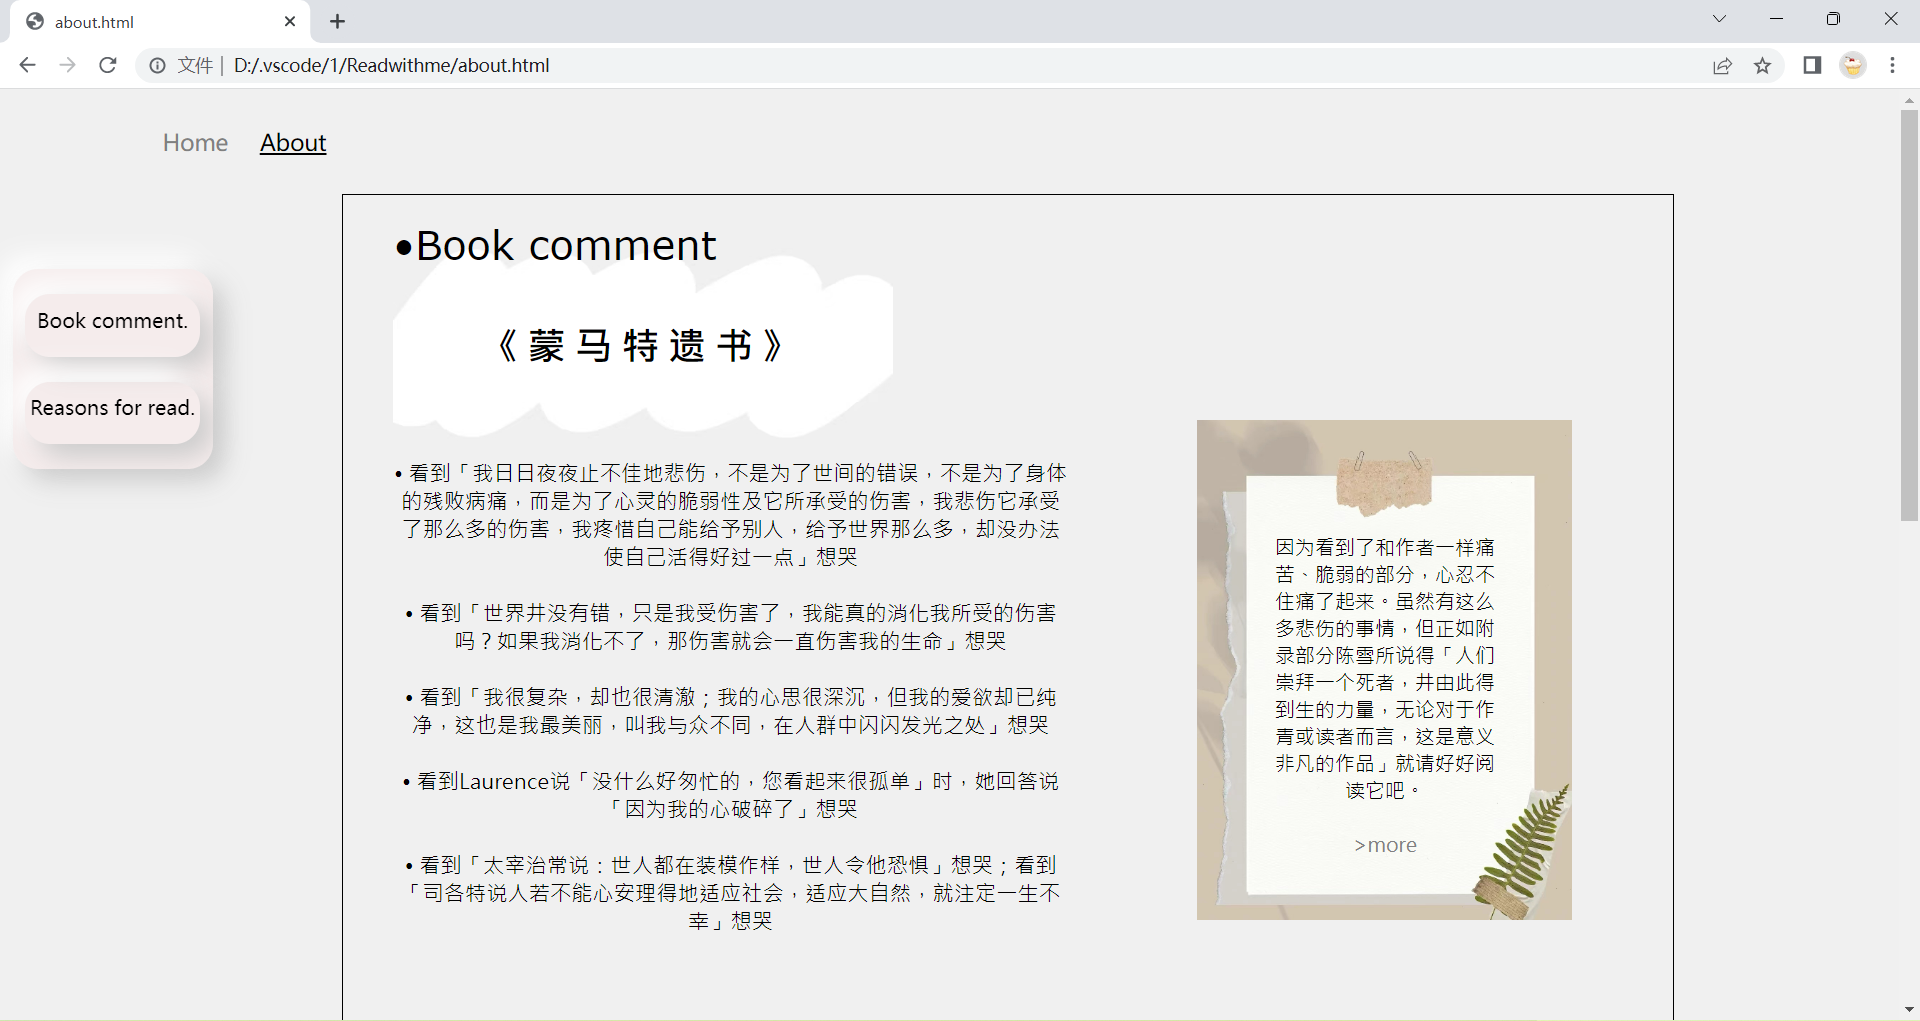 about.html
文件 | D:/.vscode/1/Readwithme/about.html
Home About
•Book comment
《蒙马特遗书》
Book comment.
Reasons for read.
• 看到「我日日夜夜止不佳地悲伤，不是为了世间的错误，不是为了身体
的残败病痛，而是为了心灵的脆弱性及它所承受的伤害，我悲伤它承受
了那么多的伤害，我疼惜自己能给予别人，给予世界那么多，却没办法
使自己活得好过一点」想哭
• 看到「世界井没有错，只是我受伤害了，我能真的消化我所受的伤害
吗？如果我消化不了，那伤害就会一直伤害我的生命」想哭
• 看到「我很复杂，却也很清澈；我的心思很深沉，但我的爱欲却已纯
净，这也是我最美丽，叫我与众不同，在人群中闪闪发光之处」想哭
• 看到Laurence说「没什么好匆忙的，您看起来很孤单」时，她回答说
「因为我的心破碎了」想哭
• 看到「太宰治常说：世人都在装模作样，世人令他恐惧」想哭；看到
「司各特说人若不能心安理得地适应社会，适应大自然，就注定一生不
幸」想哭
因为看到了和作者一样痛
苦、脆弱的部分，心忍不
住痛了起来。虽然有这么
多悲伤的事情，但正如附
录部分陈雪所说得「人们
崇拜一个死者，井由此得
到生的力量，无论对于作
青或读者而言，这是意义
非凡的作品」就请好好阅
读它吧。
>more